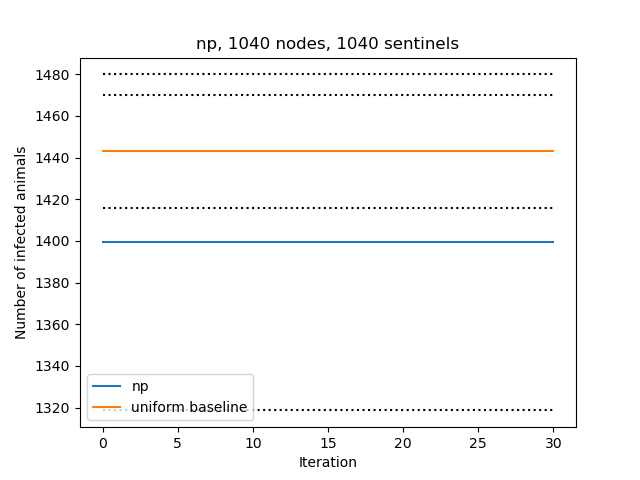 np, 1040 nodes, 1040 sentinels
1480
1460
1440
1420
1400
1380
1360
1340
1320
Number of infected animals
np
uniform baseline
0 5 10 15 20 25 30
Iteration